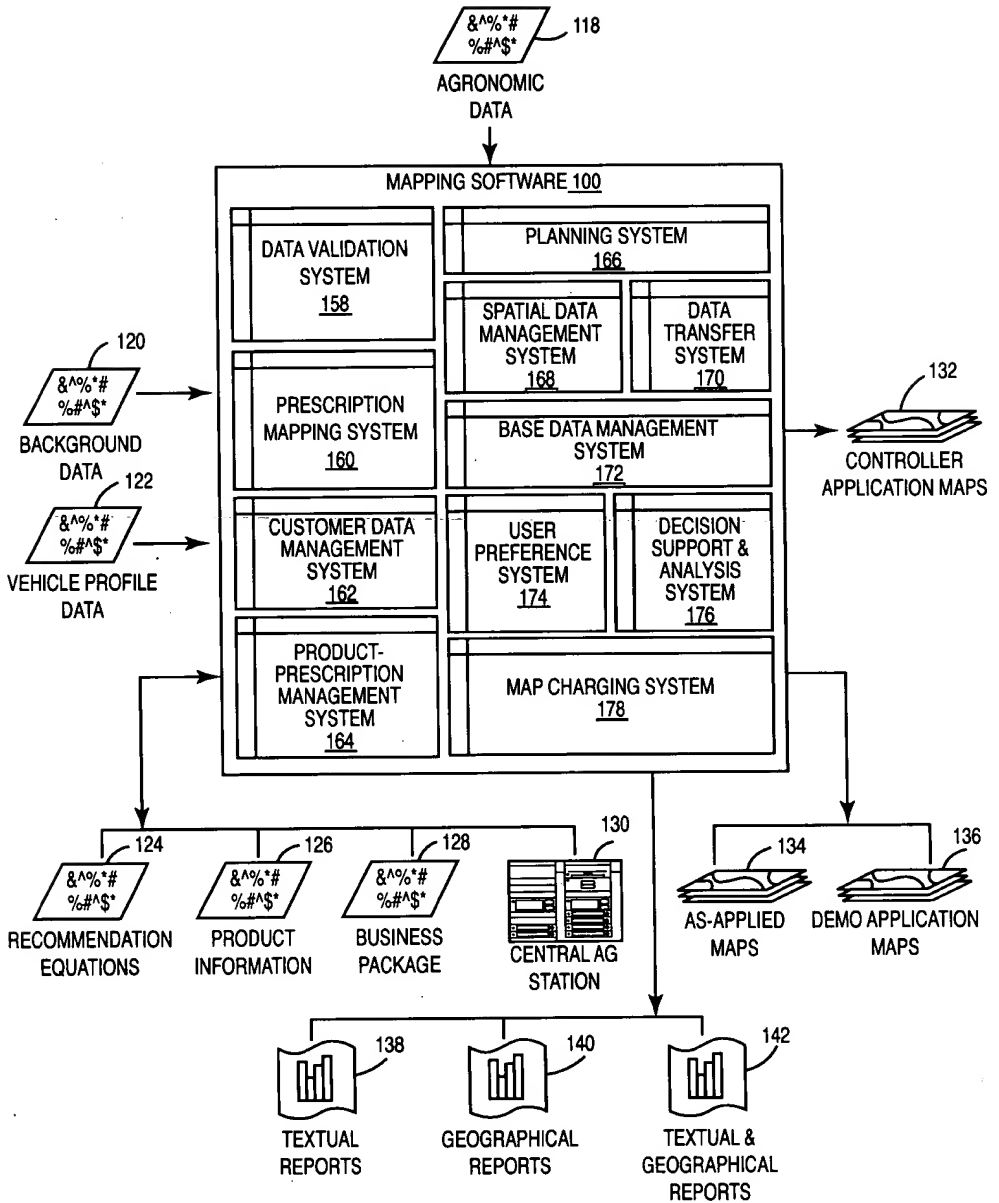 &^%*#
%#^$*
118
AGRONOMIC
DATA
MAPPING SOFTWARE 100
DATA VALIDATION
SYSTEM
158
PLANNING SYSTEM
166
SPATIAL DATA
MANAGEMENT
SYSTEM
168
DATA
TRANSFER
SYSTEM
170
120
&^%*#
%#^$*
BACKGROUND
DATA
PRESCRIPTION
MAPPING SYSTEM
160
BASE DATA MANAGEMENT
SYSTEM
172
132
CONTROLLER
APPLICATION MAPS
122
&^%*#
%#^$*
VEHICLE PROFILE
DATA
CUSTOMER DATA
MANAGEMENT
SYSTEM
162
USER
PREFERENCE
SYSTEM
174
DECISION
SUPPORT &
ANALYSIS
SYSTEM
176
PRODUCT-
PRESCRIPTION
MANAGEMENT
SYSTEM
164
MAP CHARGING SYSTEM
178
124
&^%*#
%#^$*
RECOMMENDATION
EQUATIONS
126
&^%*#
%#^$*
PRODUCT
INFORMATION
128
&^%*#
%#^$*
BUSINESS
PACKAGE
130
CENTRAL AG
STATION
134
AS-APPLIED
MAPS
136
DEMO APPLICATION
MAPS
138
TEXTUAL
REPORTS
140
GEOGRAPHICAL
REPORTS
142
TEXTUAL &
GEOGRAPHICAL
REPORTS